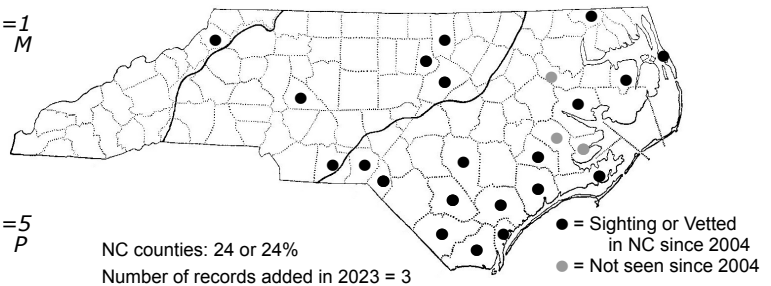 =1
M
=5
P
NC counties: 24 or 24%
Number of records added in 2023 = 3
= Sighting or Vetted
in NC since 2004
= Not seen since 2004